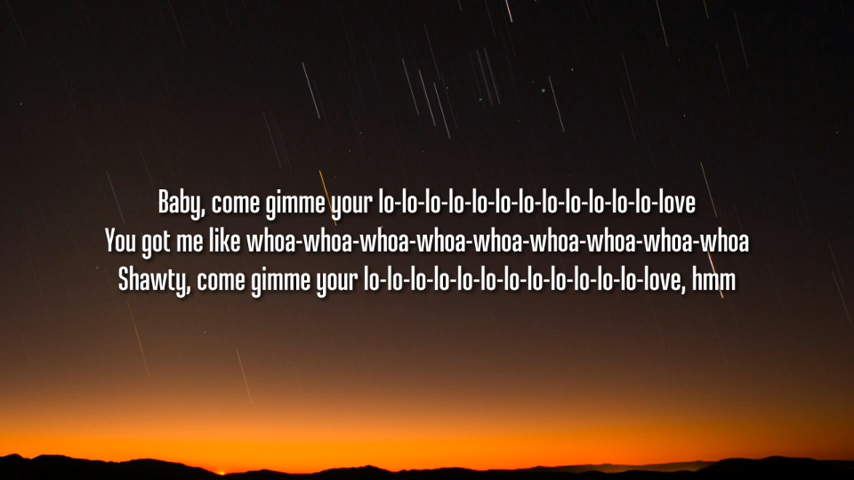 Baby, come gimme your lo-lo-lo-lo-lo-lo-lo-lo-lo-lo-lo-lo-love
You got me like whoa-whoa-whoa-whoa-whoa-whoa-whoa-whoa-whoa
Shawty, come gimme your lo-lo-lo-lo-lo-lo-lo-lo-lo-lo-lo-lo-love, hmm